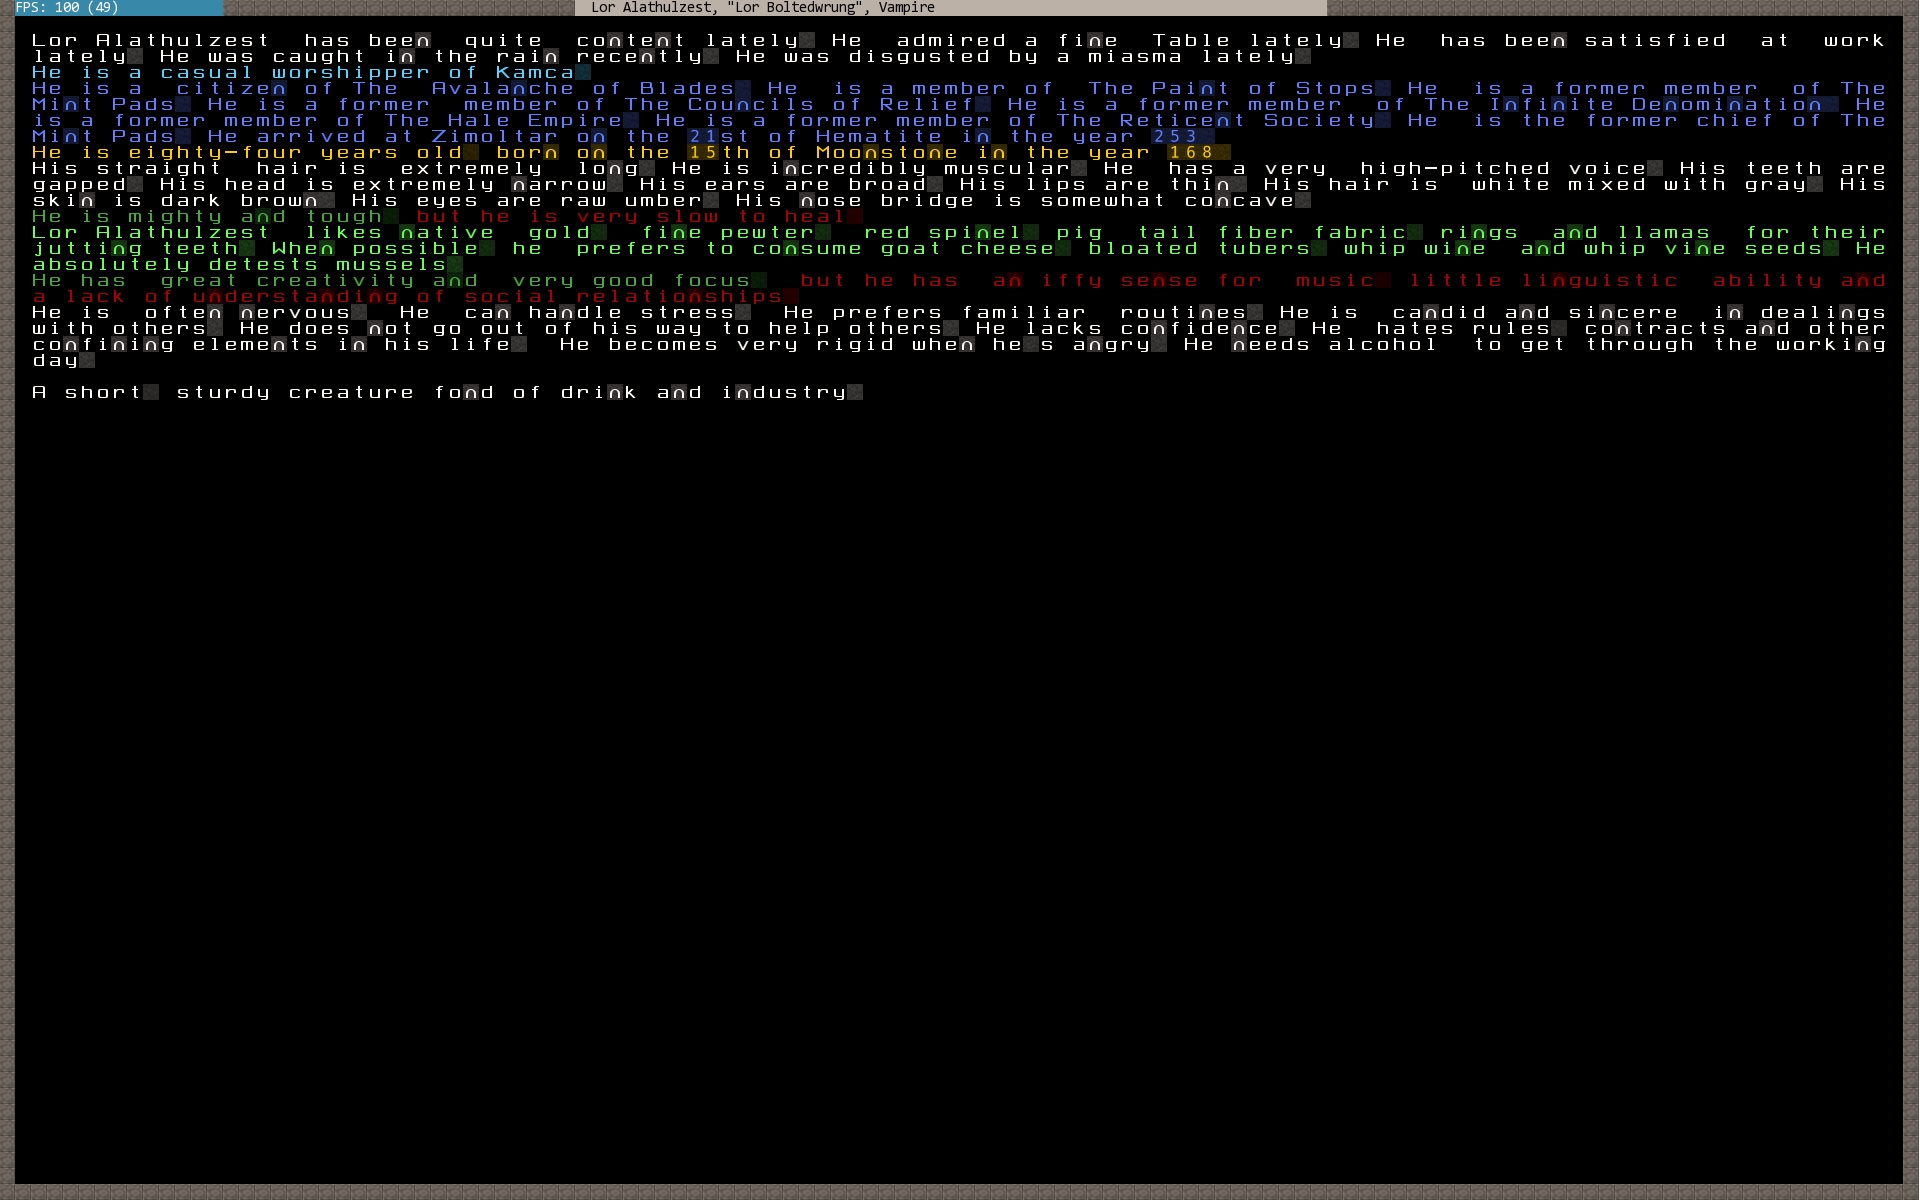 FPS: 100 (49)
Lor Alathulzest, "Lor Boltedwrung", Vampire
Lor Alathulzest has been quite content lately. He admired a fine Table lately. He has been satisfied at work
lately. He was caught in the rain recently. He was disgusted by a miasma lately.
He is a casual worshipper of Kamca.
He is a citizen of The Avalanche of Blades. He is a member of The Paint of Stops. He is a former member of The
Mint Pads. He is a former member of The Councils of Relief. He is a former member of The Infinite Denomination. He
is a former member of The Hale Empire. He is a former member of The Reticent Society. He is the former chief of The
Mint Pads. He arrived at Zimoltar on the 21st of Hematite in the year 253.
He is eighty-four years old, born on the 15th of Moonstone in the year 168.
His straight hair is extremely long. He is incredibly muscular. He has a very high-pitched voice. His teeth are
gapped. His head is extremely narrow. His ears are broad. His lips are thin. His hair is white mixed with gray. His
skin is dark brown. His eyes are raw umber. His nose bridge is somewhat concave.
He is mighty and tough, but he is very slow to heal.
Lor Alathulzest likes native gold, fine pewter, red spinel, pig tail fiber fabric, rings and llamas for their
jutting teeth. When possible, he prefers to consume goat cheese, bloated tubers, whip wine and whip vine seeds. He
absolutely detests mussels.
He has great creativity and very good focus, but he has an iffy sense for music, little linguistic ability and
a lack of understanding of social relationships.
He is often nervous. He can handle stress. He prefers familiar routines. He is candid and sincere in dealings
with others. He does not go out of his way to help others. He lacks confidence. He hates rules, contracts and other
confining elements in his life. He becomes very rigid when he's angry. He needs alcohol to get through the working
day.
A short, sturdy creature fond of drink and industry.